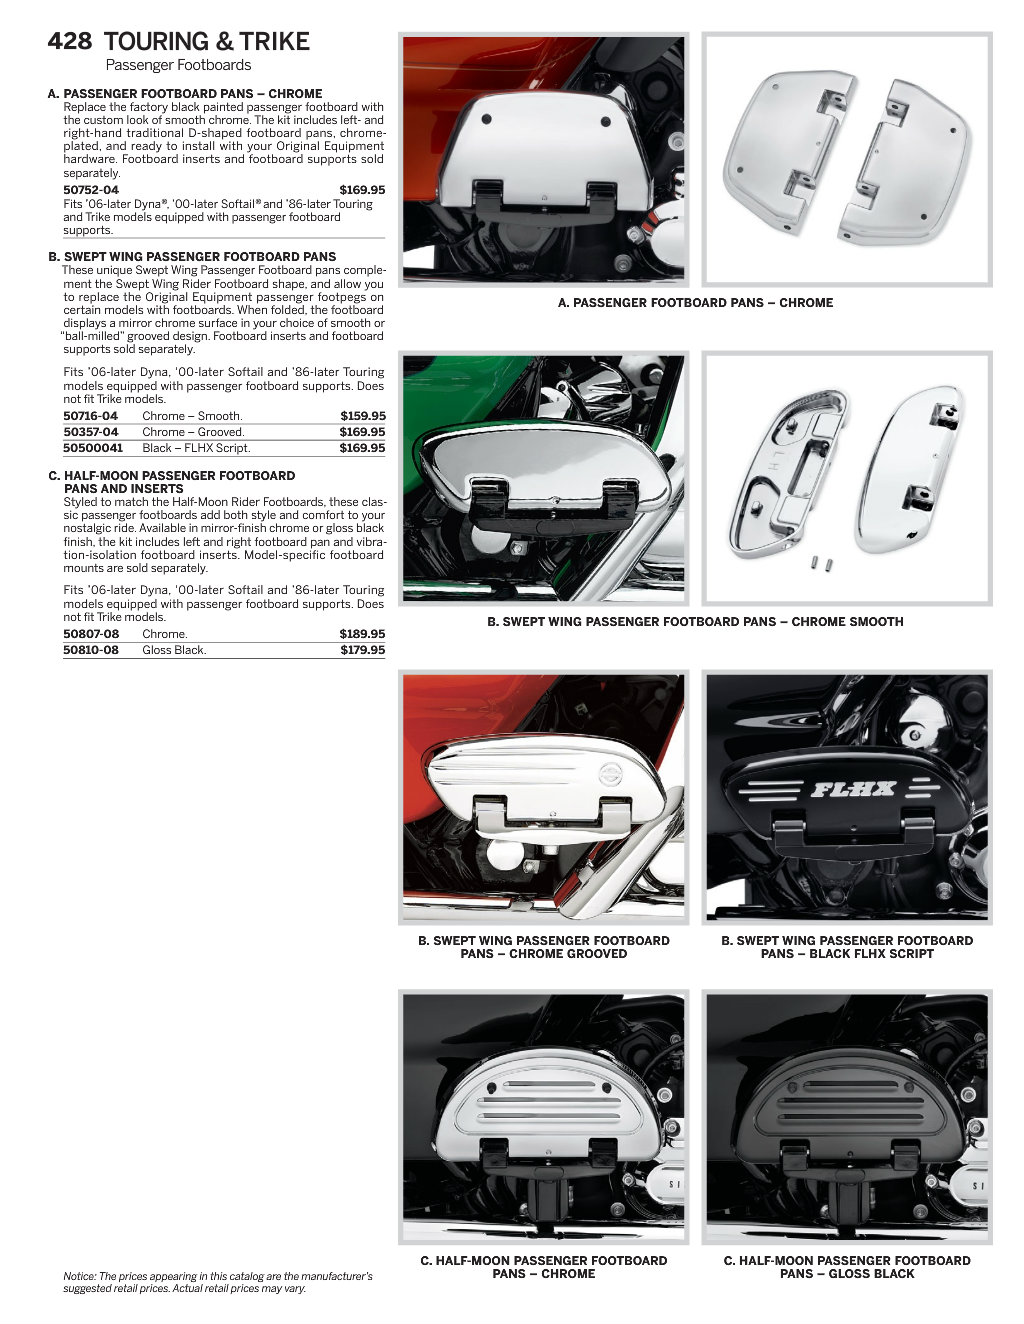 428 TOURING & TRIKE
Passenger Footboards
A. PASSENGER FOOTBOARD PANS – CHROME
Replace the factory black painted passenger footboard with
the custom look of smooth chrome. The kit includes left- and
right-hand traditional D-shaped footboard pans, chrome-
plated, and ready to install with your Original Equipment
hardware. Footboard inserts and footboard supports sold
separately.
50752-04 $169.95
Fits ’06-later Dyna®, ‘00-later Softail® and ’86-later Touring
and Trike models equipped with passenger footboard
supports.
B. SWEPT WING PASSENGER FOOTBOARD PANS
These unique Swept Wing Passenger Footboard pans comple-
ment the Swept Wing Rider Footboard shape, and allow you
to replace the Original Equipment passenger footpegs on
certain models with footboards. When folded, the footboard
displays a mirror chrome surface in your choice of smooth or
“ball-milled” grooved design. Footboard inserts and footboard
supports sold separately.
Fits ’06-later Dyna, ‘00-later Softail and ’86-later Touring
models equipped with passenger footboard supports. Does
not fit Trike models.
50716-04 Chrome – Smooth. $159.95
50357-04 Chrome – Grooved. $169.95
50500041 Black – FLHX Script. $169.95
C. HALF-MOON PASSENGER FOOTBOARD
PANS AND INSERTS
Styled to match the Half-Moon Rider Footboards, these clas-
sic passenger footboards add both style and comfort to your
nostalgic ride. Available in mirror-finish chrome or gloss black
finish, the kit includes left and right footboard pan and vibra-
tion-isolation footboard inserts. Model-specific footboard
mounts are sold separately.
Fits ’06-later Dyna, ‘00-later Softail and ’86-later Touring
models equipped with passenger footboard supports. Does
not fit Trike models.
50807-08 Chrome. $189.95
50810-08 Gloss Black. $179.95
A. PASSENGER FOOTBOARD PANS – CHROME
LH
B. SWEPT WING PASSENGER FOOTBOARD PANS – CHROME SMOOTH
FLHX
B. SWEPT WING PASSENGER FOOTBOARD
PANS – CHROME GROOVED
B. SWEPT WING PASSENGER FOOTBOARD
PANS – BLACK FLHX SCRIPT
SI
SI
C. HALF-MOON PASSENGER FOOTBOARD
PANS – CHROME
C. HALF-MOON PASSENGER FOOTBOARD
PANS – GLOSS BLACK
Notice: The prices appearing in this catalog are the manufacturer’s
suggested retail prices. Actual retail prices may vary.